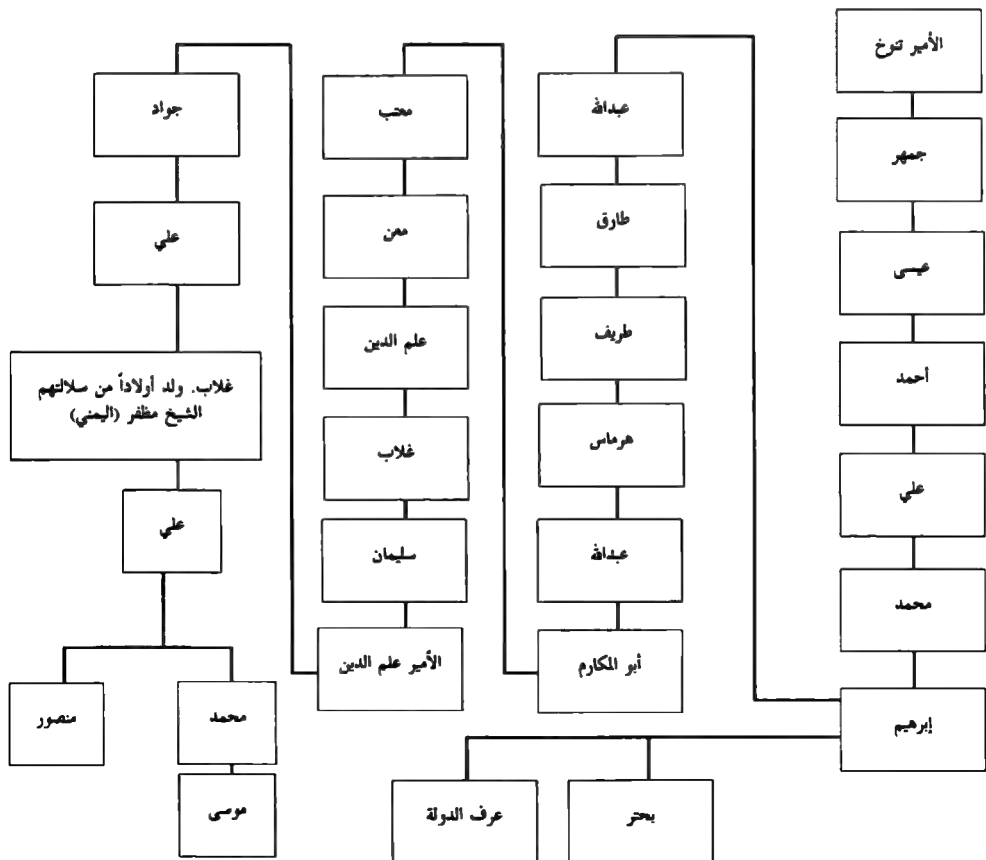 الأمير تنوخ
جمهر
عيسى
أحمد
علي
محمد
إبرهيم
بحتر
عرف الدولة
عبدالله
طارق
طريف
هرماس
عبدالله
أبو المكارم
معتب
معن
علم الدين
غلاب
سليمان
الأمير علم الدين
جواد
علي
غلاب. ولد أولاداً من سلالتهم
الشيخ مظفر (اليمني)
علي
محمد
منصور
موسى